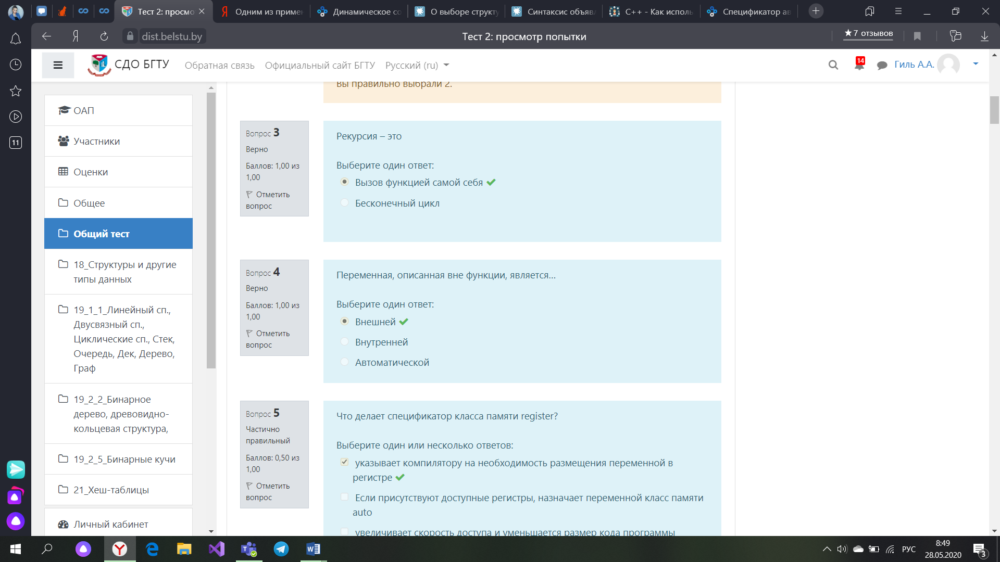 Тест 2: просмо
Одним из приме
Динамическое со
О выборе структу
Синтаксис объяв
C++ - Как исполь
Спецификатор ав
dist.belstu.by
Тест 2: просмотр попытки
★7 отзывов
11
СДО БГТУ
Обратная связь
Официальный сайт БГТУ
Русский (ru)
14
Гиль А.А.
ОАП
Участники
Оценки
Общее
Общий тест
18_Структуры и другие
типы данных
19_1_1_Линейный сп.,
Двусвязный сп.,
Циклические сп., Стек,
Очередь, Дек, Дерево,
Граф
19_2_2_Бинарное
дерево, древовидно-
кольцевая структура,
19_2_5_Бинарные кучи
21_Хеш-таблицы
Личный кабинет
Вы правильно выбрали 2.
Вопрос 3
Верно
Баллов: 1,00 из
1,00
Отметить
вопрос
Рекурсия – это
Выберите один ответ:
Вызов функцией самой себя
Бесконечный цикл
Вопрос 4
Верно
Баллов: 1,00 из
1,00
Отметить
вопрос
Переменная, описанная вне функции, является...
Выберите один ответ:
Внешней
Внутренней
Автоматической
Вопрос 5
Частично
правильный
Баллов: 0,50 из
1,00
Отметить
вопрос
Что делает спецификатор класса памяти register?
Выберите один или несколько ответов:
указывает компилятору на необходимость размещения переменной в
регистре
Если присутствуют доступные регистры, назначает переменной класс памяти
auto
увеличивает скорость доступа и уменьшается размер кода программы
РУС
8:49
28.05.2020
3